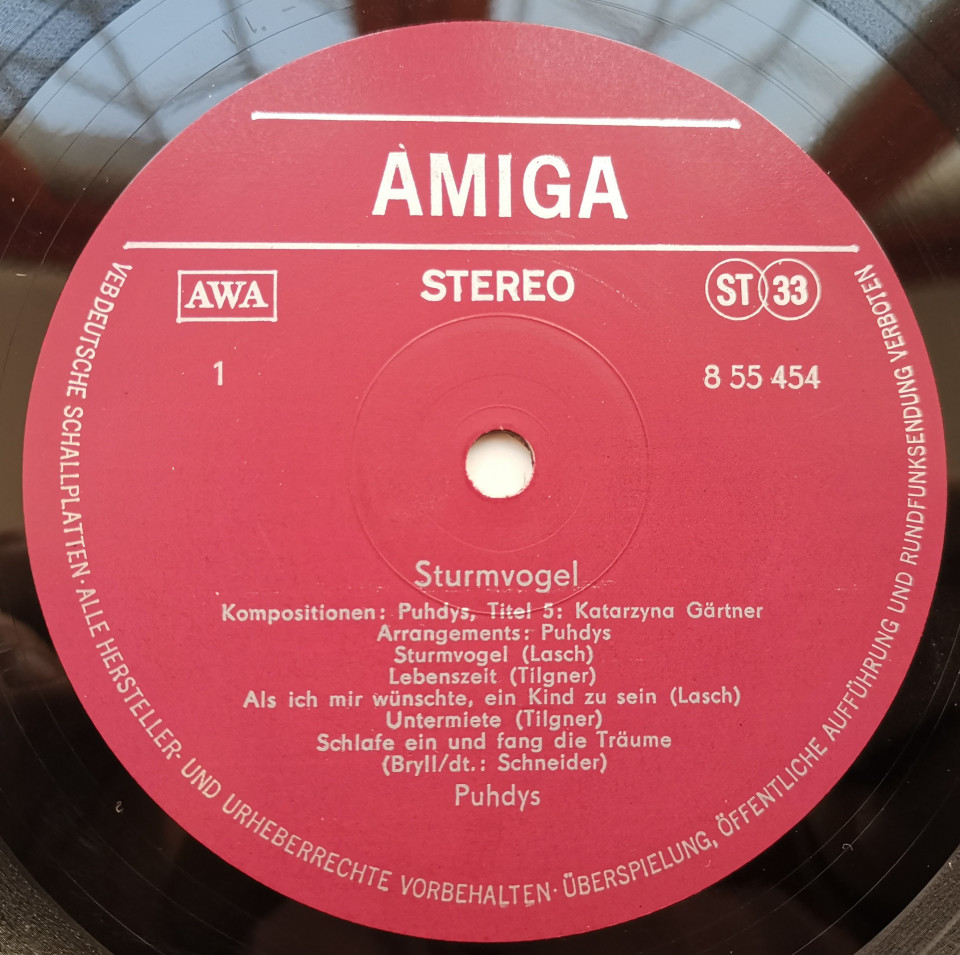 AMIGA
AWA
STEREO
ST 33
1
8 55 454
Sturmvogel
Kompositionen: Puhdys, Titel 5: Katarzyna Gärtner
Arrangements: Puhdys
Sturmvogel (Lasch)
Lebenszeit (Tilgner)
Als ich mir wünschte, ein Kind zu sein (Lasch)
Untermiete (Tilgner)
Schlafe ein und fang die Träume
(Bryll/dt.: Schneider)
Puhdys
VEB DEUTSCHE SCHALLPLATTEN · ALLE HERSTELLER- UND URHEBERRECHTE VORBEHALTEN · ÜBERSPIELUNG, ÖFFENTLICHE AUFFÜHRUNG UND RUNDFUNKSENDUNG VERBOTEN